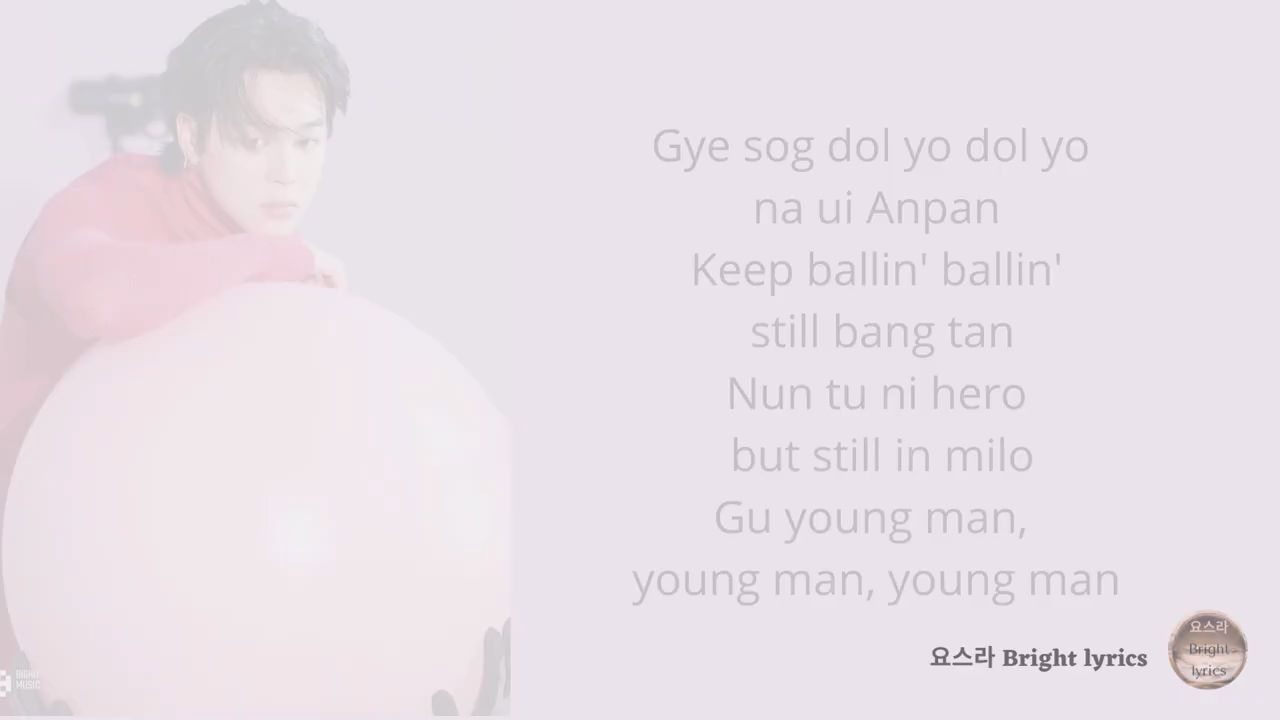 Gye sog dol yo dol yo
na ui Anpan
Keep ballin' ballin'
still bang tan
Nun tu ni hero
but still in milo
Gu young man,
young man, young man
요스라 Bright lyrics
요스라
Bright
lyrics
BIGHIT
MUSIC